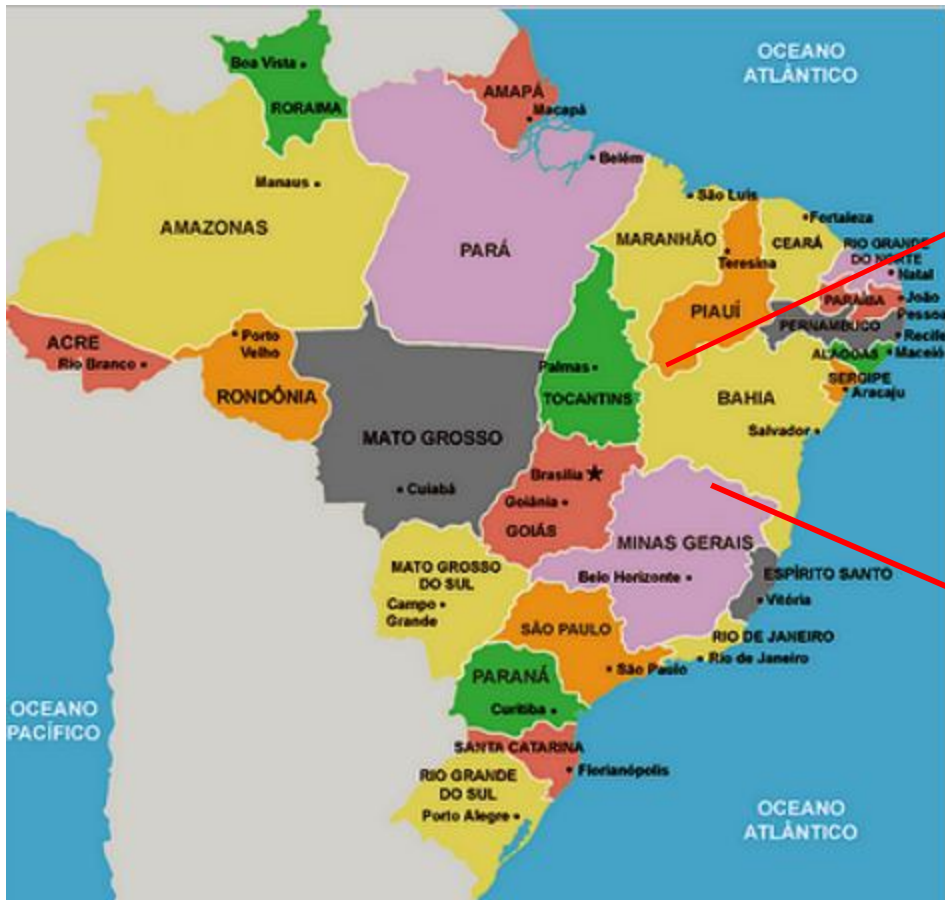 OCEANO
ATLÂNTICO
Boa Vista
RORAIMA
AMAPÁ
Macapá
Belém
Manaus
AMAZONAS
PARÁ
São Luis
MARANHÃO
Teresina
Fortaleza
CEARÁ
RIO GRANDE
DO NORTE
Natal
PIAUÍ
PARAÍBA
João
Pessoa
PERNAMBUCO
Recife
ALAGOAS
Maceió
SERGIPE
Aracaju
ACRE
Rio Branco
Porto
Velho
RONDÔNIA
Palmas
TOCANTINS
BAHIA
Salvador
MATO GROSSO
Cuiabá
Brasilia
Goiânia
GOIÁS
MINAS GERAIS
Belo Horizonte
ESPÍRITO SANTO
Vitória
MATO GROSSO
DO SUL
Campo
Grande
SÃO PAULO
São Paulo
RIO DE JANEIRO
Rio de Janeiro
PARANÁ
Curitiba
OCEANO
PACÍFICO
SANTA CATARINA
Florianópolis
RIO GRANDE
DO SUL
Porto Alegre
OCEANO
ATLÂNTICO